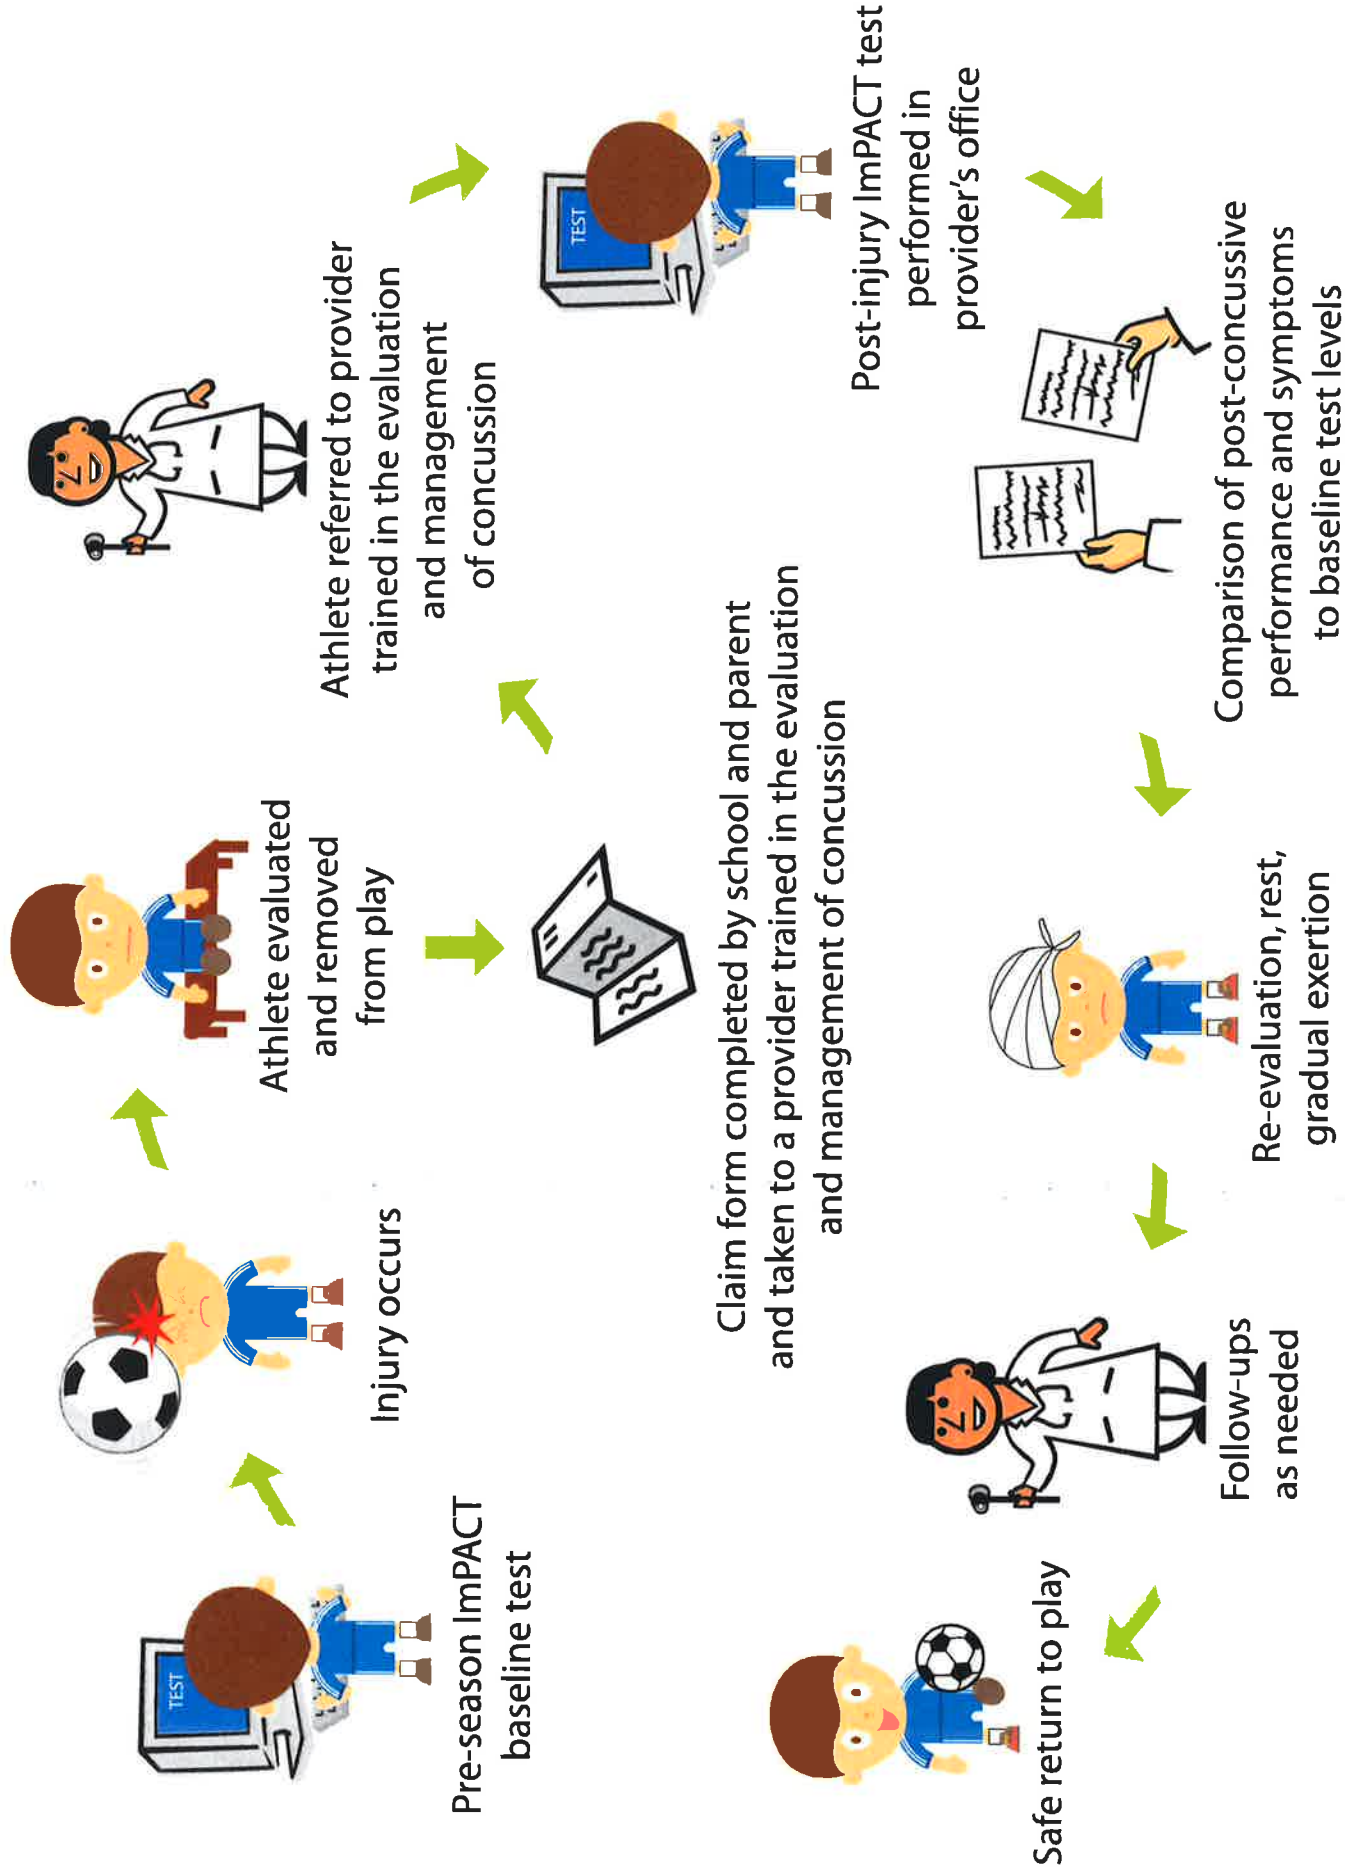 TEST
Pre-season ImPACT
baseline test
Injury occurs
Athlete evaluated
and removed
from play
Claim form completed by school and parent
and taken to a provider trained in the evaluation
and management of concussion
Athlete referred to provider
trained in the evaluation
and management
of concussion
TEST
Post-injury ImPACT test
performed in
provider's office
Comparison of post-concussive
performance and symptoms
to baseline test levels
Re-evaluation, rest,
gradual exertion
Follow-ups
as needed
Safe return to play